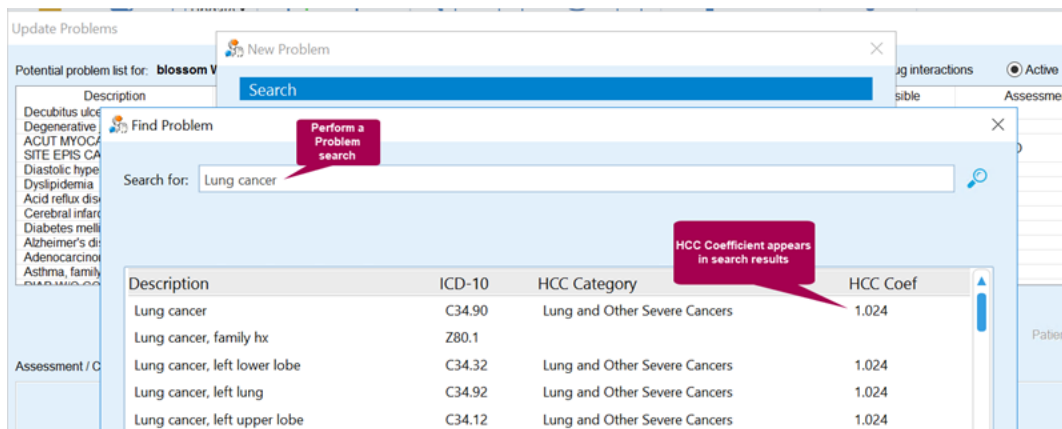 Update Problems
New Problem
Potential problem list for: blossom W
ug interactions
Active
Search
Description
sible
Assessme
Decubitus ulce
Degenerative
ACUT MYOCA
SITE EPIS CA
Diastolic hype
Dyslipidemia
Acid reflux dis
Cerebral infarc
Diabetes melli
Alzheimer's di
Adenocarcino
Asthma, family
Find Problem
Perform a
Problem
search
Search for: Lung cancer
HCC Coefficient appears
in search results
Description ICD-10 HCC Category HCC Coef
Lung cancer C34.90 Lung and Other Severe Cancers 1.024
Lung cancer, family hx Z80.1
Lung cancer, left lower lobe C34.32 Lung and Other Severe Cancers 1.024
Lung cancer, left lung C34.92 Lung and Other Severe Cancers 1.024
Lung cancer, left upper lobe C34.12 Lung and Other Severe Cancers 1.024
Patie
Assessment / C